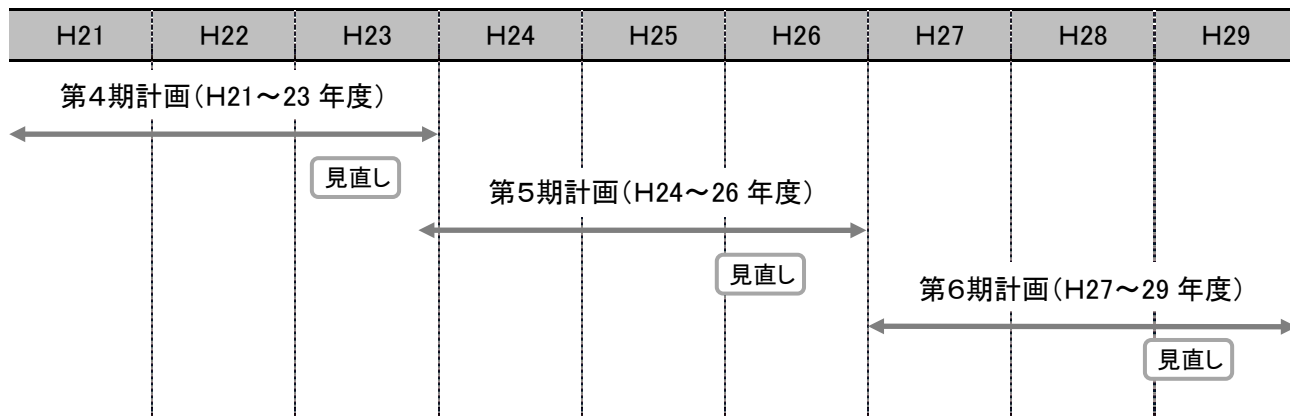 H21 H22 H23 H24 H25 H26 H27 H28 H29
第4期計画(H21~23 年度)
見直し
第5期計画(H24~26 年度)
見直し
第6期計画(H27~29 年度)
見直し